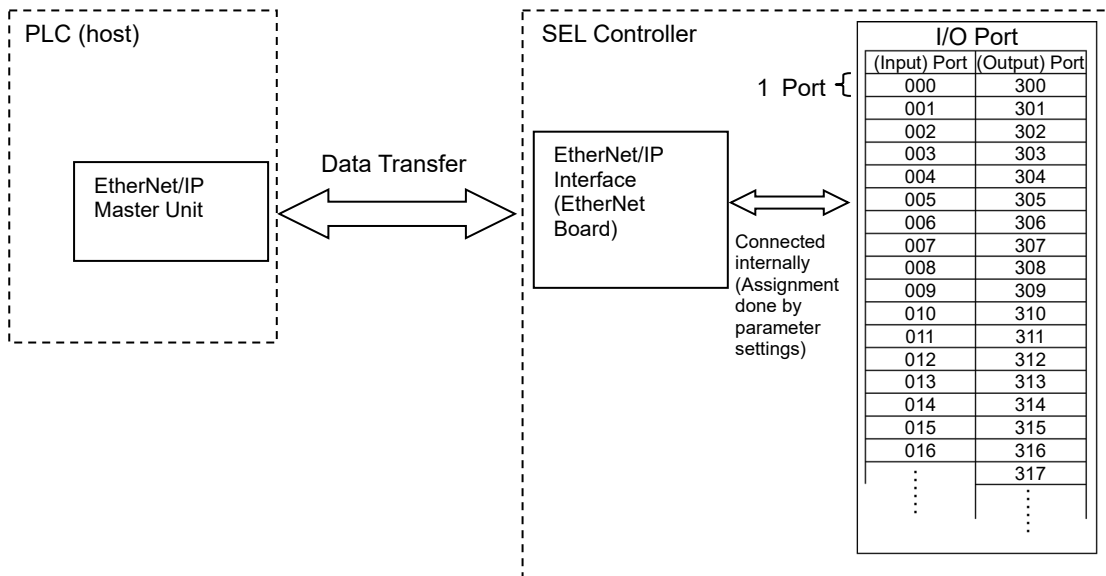 PLC (host)
SEL Controller
I/O Port
(Input) Port (Output) Port
1 Port
000 300
001 301
002 302
003 303
004 304
005 305
006 306
007 307
008 308
009 309
010 310
011 311
012 312
013 313
014 314
015 315
016 316
317
EtherNet/IP
Master Unit
Data Transfer
EtherNet/IP
Interface
(EtherNet
Board)
Connected
internally
(Assignment
done by
parameter
settings)